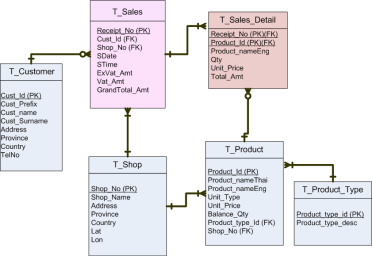 T_Sales
Receipt_No (PK)
Cust_Id (FK)
Shop_No (FK)
SDate
STime
ExVat_Amt
Vat_Amt
GrandTotal_Amt
T_Sales_Detail
Receipt_No (PK)(FK)
Product_Id (PK)(FK)
Product_nameEng
Qty
Unit_Price
Total_Amt
T_Customer
Cust_Id (PK)
Cust_Prefix
Cust_name
Cust_Surname
Address
Province
Country
TelNo
T_Shop
Shop_No (PK)
Shop_Name
Address
Province
Country
Lat
Lon
T_Product
Product_Id (PK)
Product_nameThai
Product_nameEng
Unit_Type
Unit_Price
Balance_Qty
Product_type_Id (FK)
Shop_No (FK)
T_Product_Type
Product_type_id (PK)
Product_type_desc